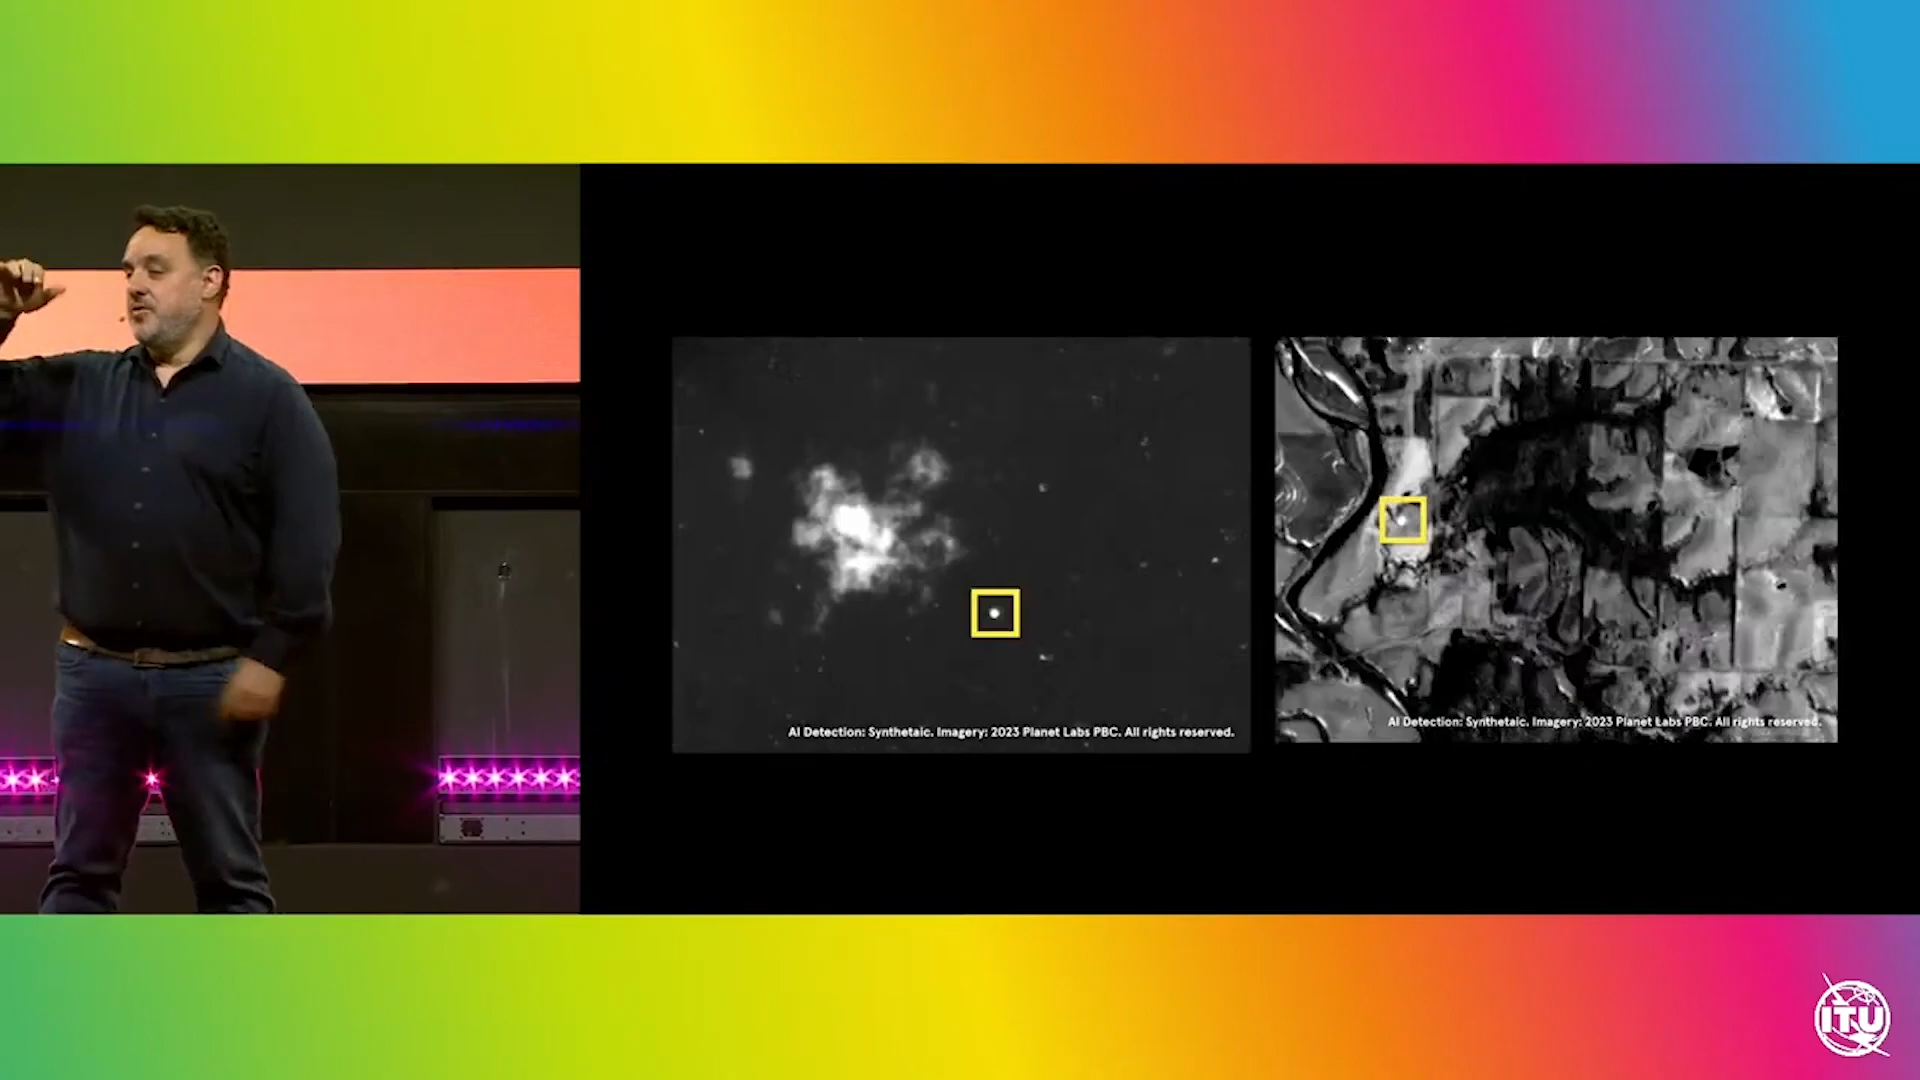 AI Detection: Synthetaic. Imagery: 2023 Planet Labs PBC. All rights reserved.
AI Detection: Synthetaic. Imagery: 2023 Planet Labs PBC. All rights reserved.
ITU